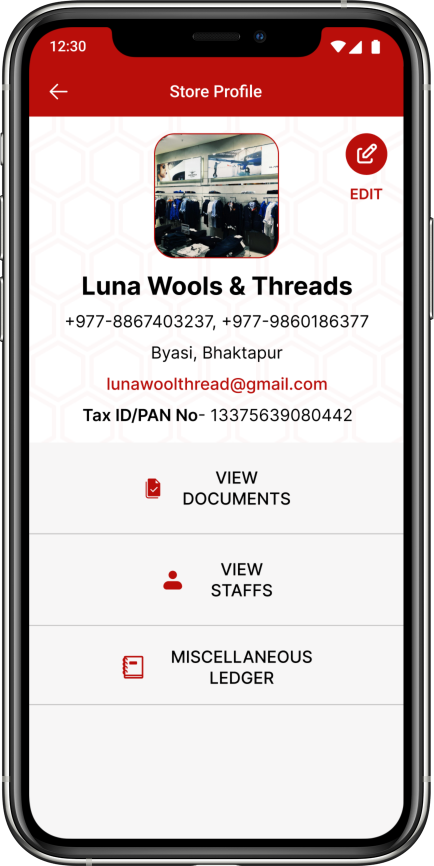 12:30
Store Profile
EDIT
Luna Wools & Threads
+977-8867403237, +977-9860186377
Byasi, Bhaktapur
lunawoolthread@gmail.com
Tax ID/PAN No- 13375639080442
VIEW
DOCUMENTS
VIEW
STAFFS
MISCELLANEOUS
LEDGER